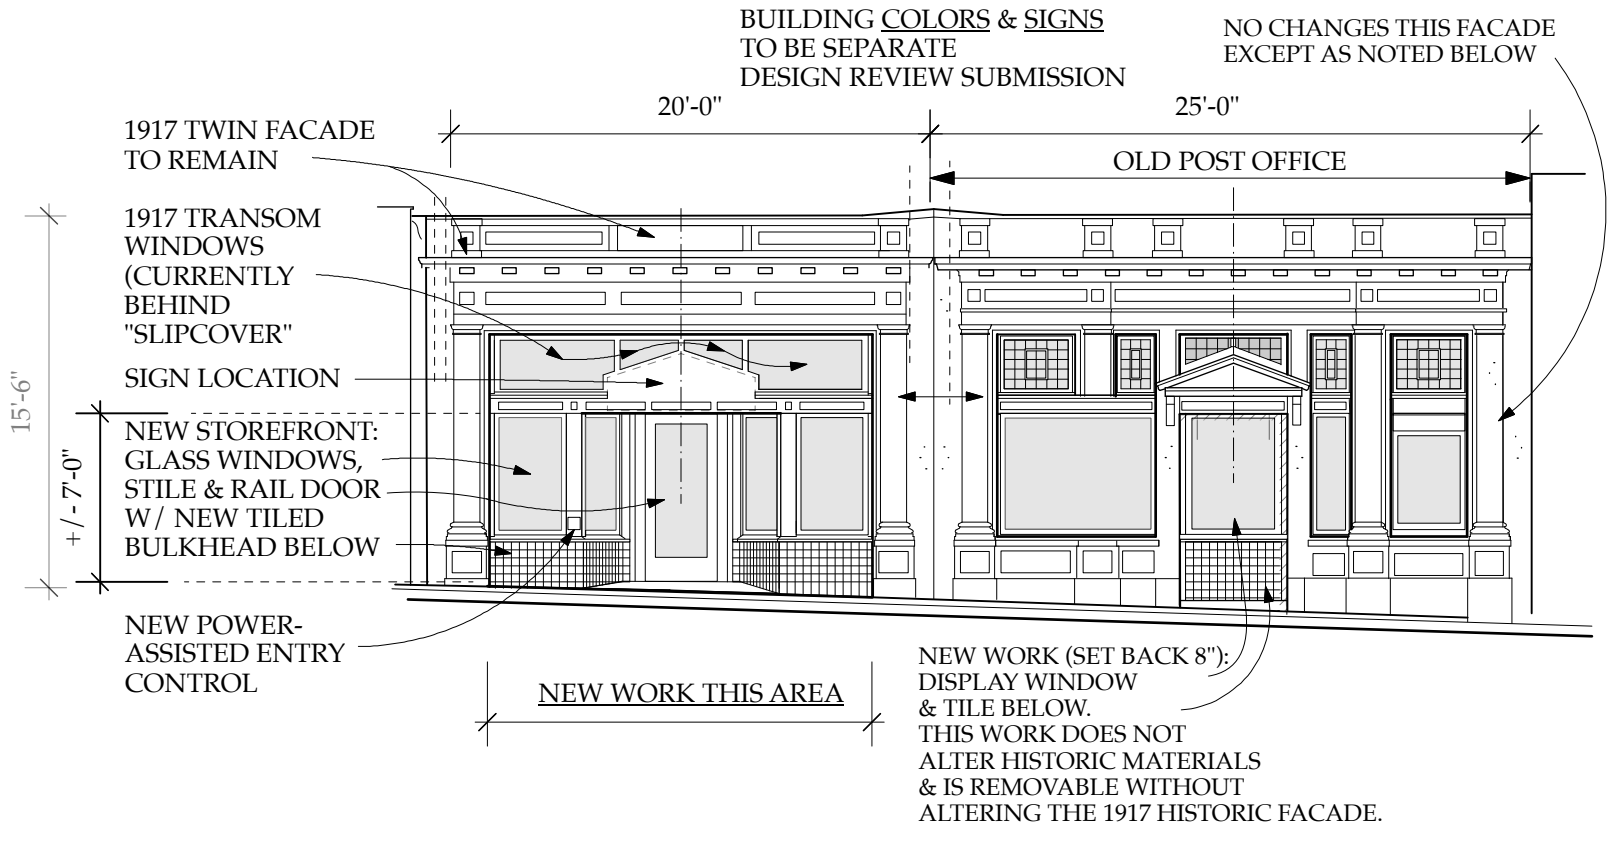 BUILDING COLORS & SIGNS
TO BE SEPARATE
DESIGN REVIEW SUBMISSION
NO CHANGES THIS FACADE
EXCEPT AS NOTED BELOW
20'-0"
25'-0"
OLD POST OFFICE
1917 TWIN FACADE
TO REMAIN
1917 TRANSOM
WINDOWS
(CURRENTLY
BEHIND
"SLIPCOVER"
SIGN LOCATION
15'-6"
+/- 7'-0"
NEW STOREFRONT:
GLASS WINDOWS,
STILE & RAIL DOOR
W/ NEW TILED
BULKHEAD BELOW
NEW POWER-
ASSISTED ENTRY
CONTROL
NEW WORK THIS AREA
NEW WORK (SET BACK 8"):
DISPLAY WINDOW
& TILE BELOW.
THIS WORK DOES NOT
ALTER HISTORIC MATERIALS
& IS REMOVABLE WITHOUT
ALTERING THE 1917 HISTORIC FACADE.